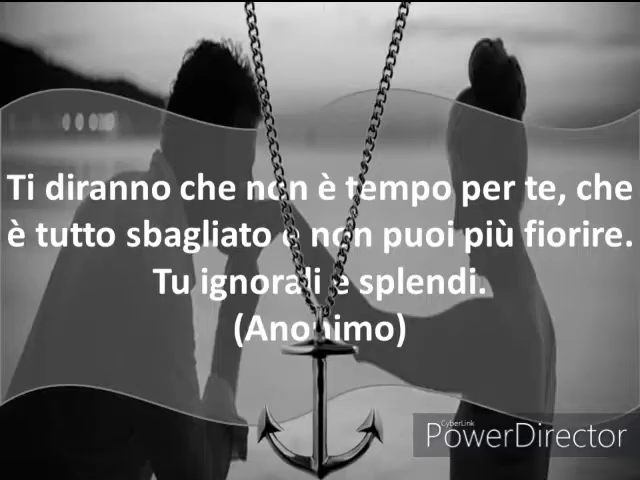 Ti diranno che non è tempo per te, che
è tutto sbagliato e non puoi più fiorire.
Tu ignorali e splendi.
(Anonimo)
CyberLink
PowerDirector